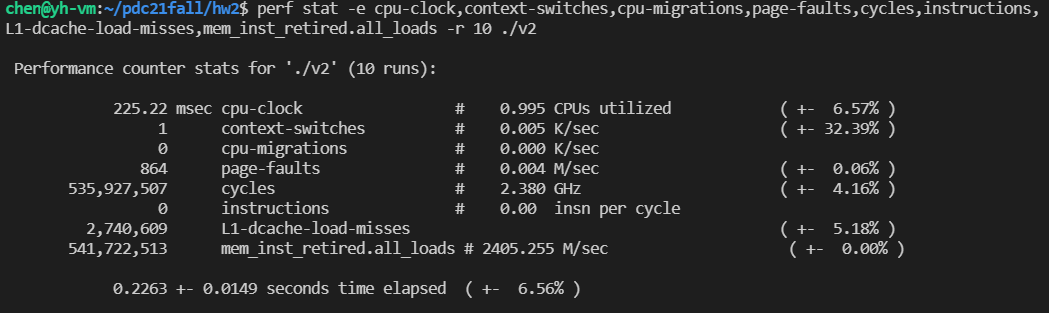 chen@yh-vm:~/pdc21fall/hw2$ perf stat -e cpu-clock,context-switches,cpu-migrations,page-faults,cycles,instructions,
L1-dcache-load-misses,mem_inst_retired.all_loads -r 10 ./v2
Performance counter stats for './v2' (10 runs):
225.22 msec cpu-clock # 0.995 CPUs utilized ( +- 6.57% )
1 context-switches # 0.005 K/sec ( +- 32.39% )
0 cpu-migrations # 0.000 K/sec
864 page-faults # 0.004 M/sec ( +- 0.06% )
535,927,507 cycles # 2.380 GHz ( +- 4.16% )
0 instructions # 0.00 insn per cycle
2,740,609 L1-dcache-load-misses ( +- 5.18% )
541,722,513 mem_inst_retired.all_loads # 2405.255 M/sec ( +- 0.00% )
0.2263 +- 0.0149 seconds time elapsed ( +- 6.56% )